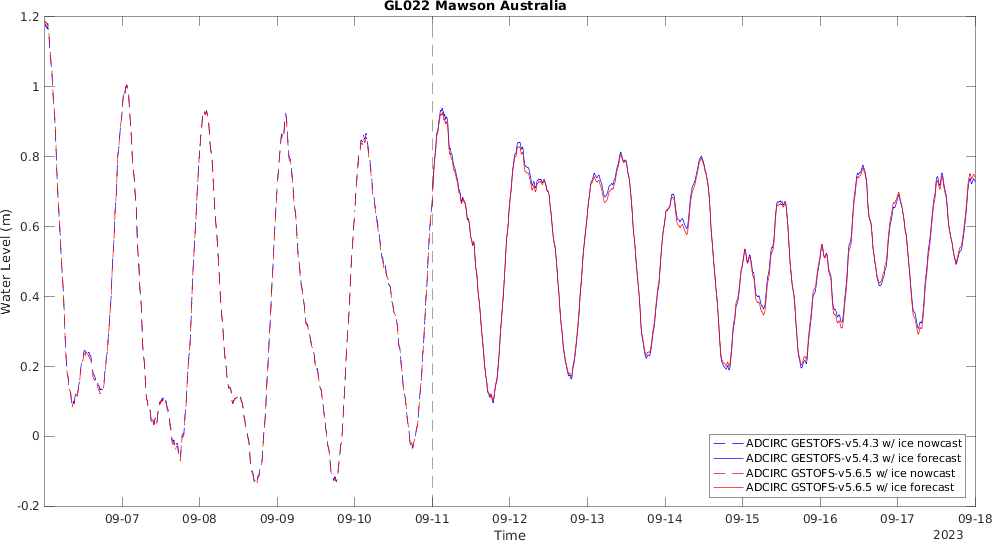 GL022 Mawson Australia
1.2
1
0.8
0.6
0.4
0.2
0
-0.2
Water Level (m)
ADCIRC GESTOFS-v5.4.3 w/ ice nowcast
ADCIRC GESTOFS-v5.4.3 w/ ice forecast
ADCIRC GSTOFS-v5.6.5 w/ ice nowcast
ADCIRC GSTOFS-v5.6.5 w/ ice forecast
09-07 09-08 09-09 09-10 09-11 09-12 09-13 09-14 09-15 09-16 09-17 09-18
Time
2023